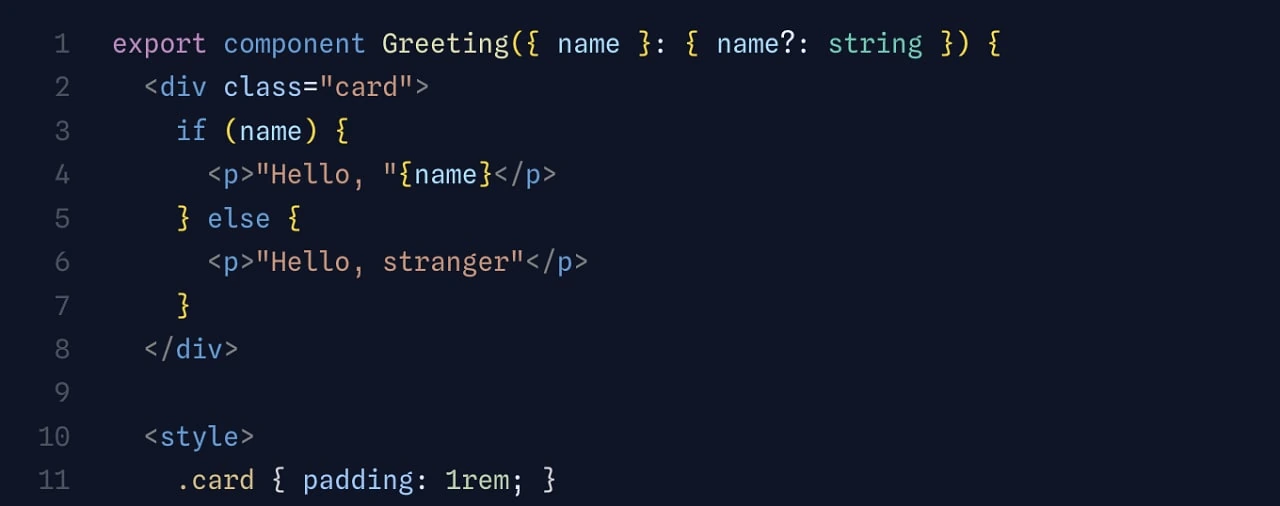 1 export component Greeting({ name }: { name?: string }) {
2 <div class="card">
3 if (name) {
4 <p>"Hello, "{name}</p>
5 } else {
6 <p>"Hello, stranger"</p>
7 }
8 </div>
9
10 <style>
11 .card { padding: 1rem; }